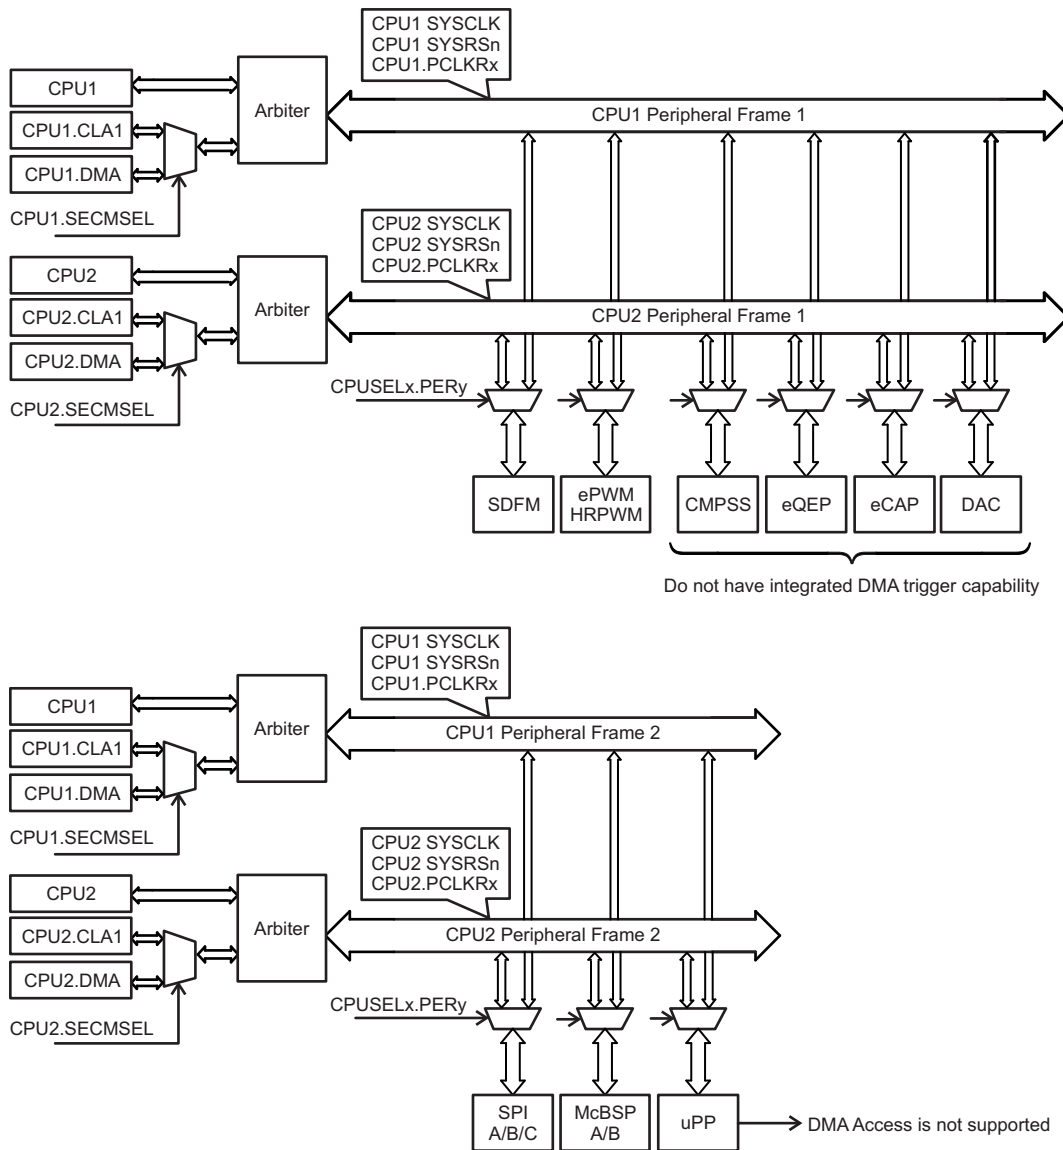 CPU1 SYSCLK
CPU1 SYSRSn
CPU1.PCLKRx
CPU1
Arbiter
CPU1 Peripheral Frame 1
CPU1.CLA1
CPU1.DMA
CPU1.SECMSEL
CPU2 SYSCLK
CPU2 SYSRSn
CPU2.PCLKRx
CPU2
Arbiter
CPU2 Peripheral Frame 1
CPU2.CLA1
CPU2.DMA
CPU2.SECMSEL
CPUSELx.PERy
SDFM
ePWM
HRPWM
CMPSS
eQEP
eCAP
DAC
Do not have integrated DMA trigger capability
CPU1 SYSCLK
CPU1 SYSRSn
CPU1.PCLKRx
CPU1
Arbiter
CPU1 Peripheral Frame 2
CPU1.CLA1
CPU1.DMA
CPU1.SECMSEL
CPU2 SYSCLK
CPU2 SYSRSn
CPU2.PCLKRx
CPU2
Arbiter
CPU2 Peripheral Frame 2
CPU2.CLA1
CPU2.DMA
CPU2.SECMSEL
CPUSELx.PERy
SPI
A/B/C
McBSP
A/B
uPP
DMA Access is not supported